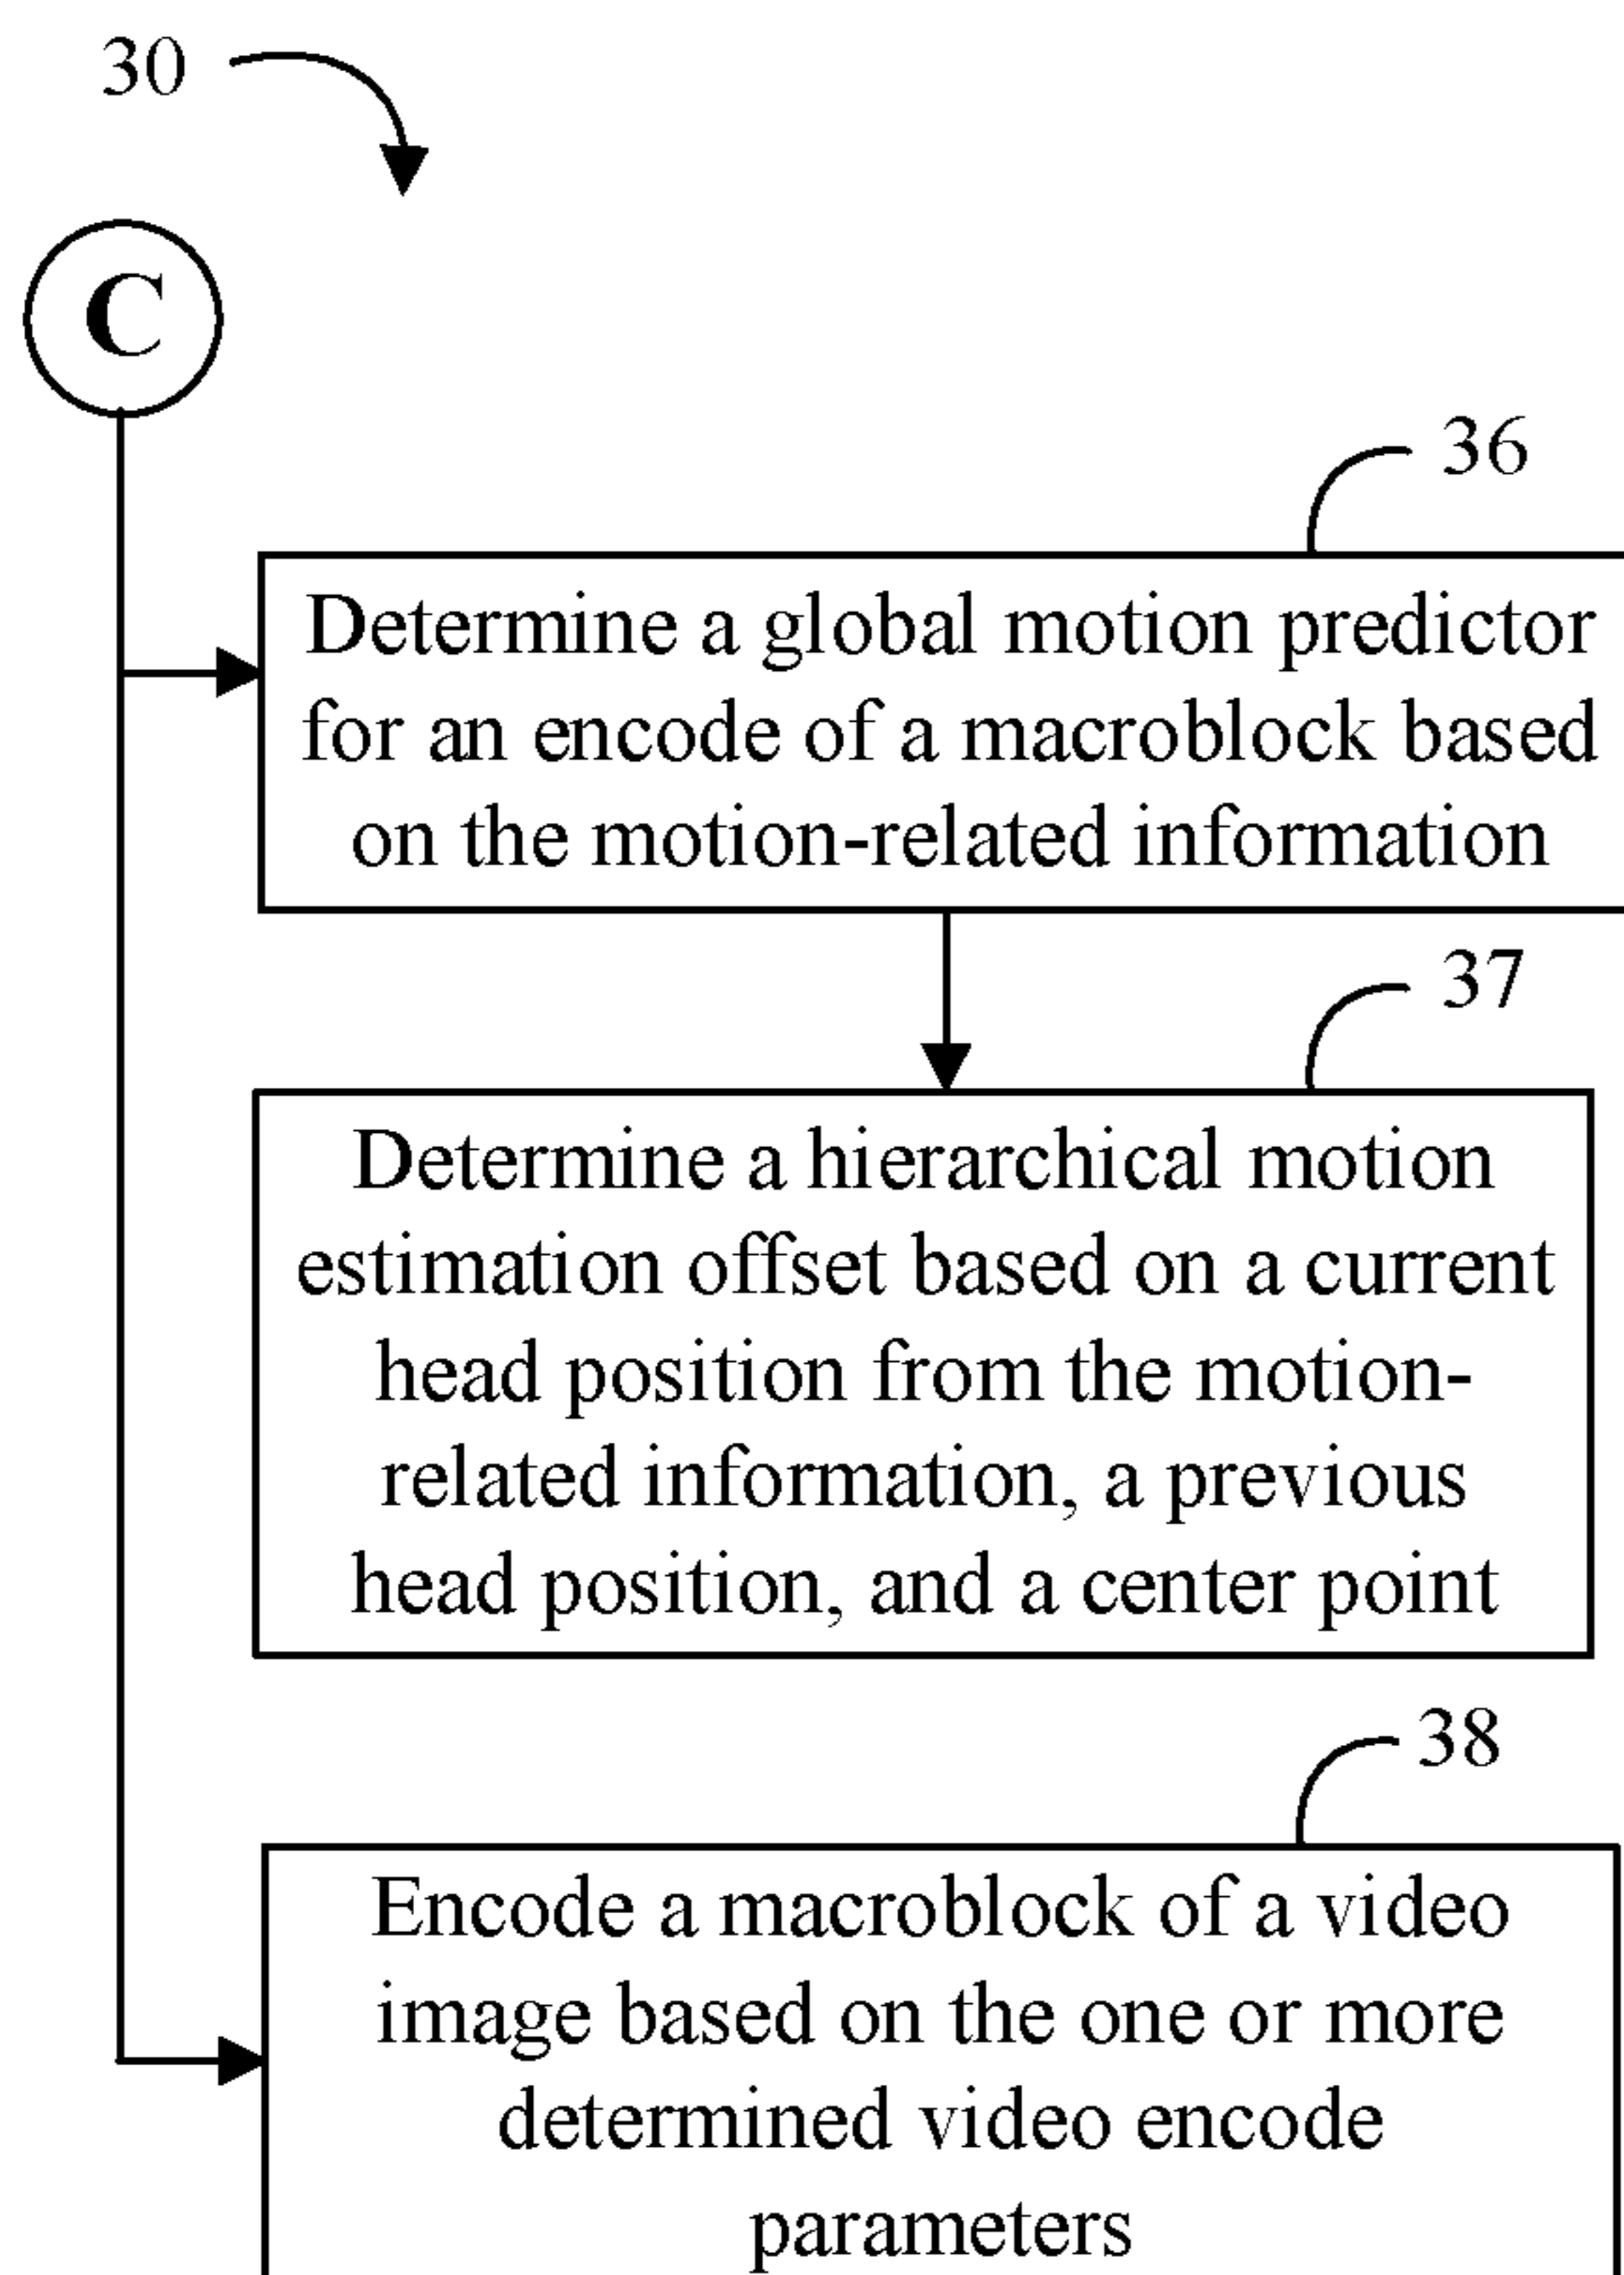 30
C
36
Determine a global motion predictor
for an encode of a macroblock based
on the motion-related information
37
Determine a hierarchical motion
estimation offset based on a current
head position from the motion-
related information, a previous
head position, and a center point
38
Encode a macroblock of a video
image based on the one or more
determined video encode
parameters